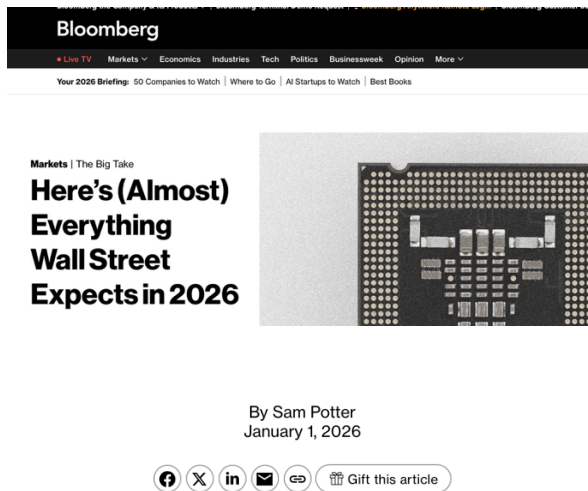 Bloomberg
Live TV Markets Economics Industries Tech Politics Businessweek Opinion More
Your 2026 Briefing: 50 Companies to Watch | Where to Go | AI Startups to Watch | Best Books
Markets | The Big Take
Here’s (Almost)
Everything
Wall Street
Expects in 2026
By Sam Potter
January 1, 2026
Gift this article